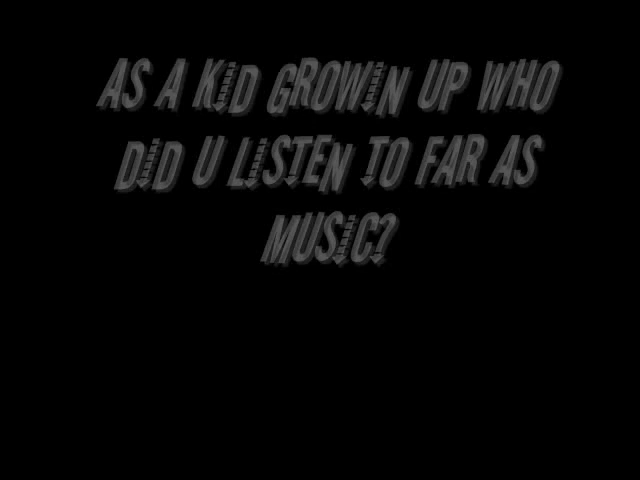 AS A KID GROWIN UP WHO
DID U LISTEN TO FAR AS
MUSIC?